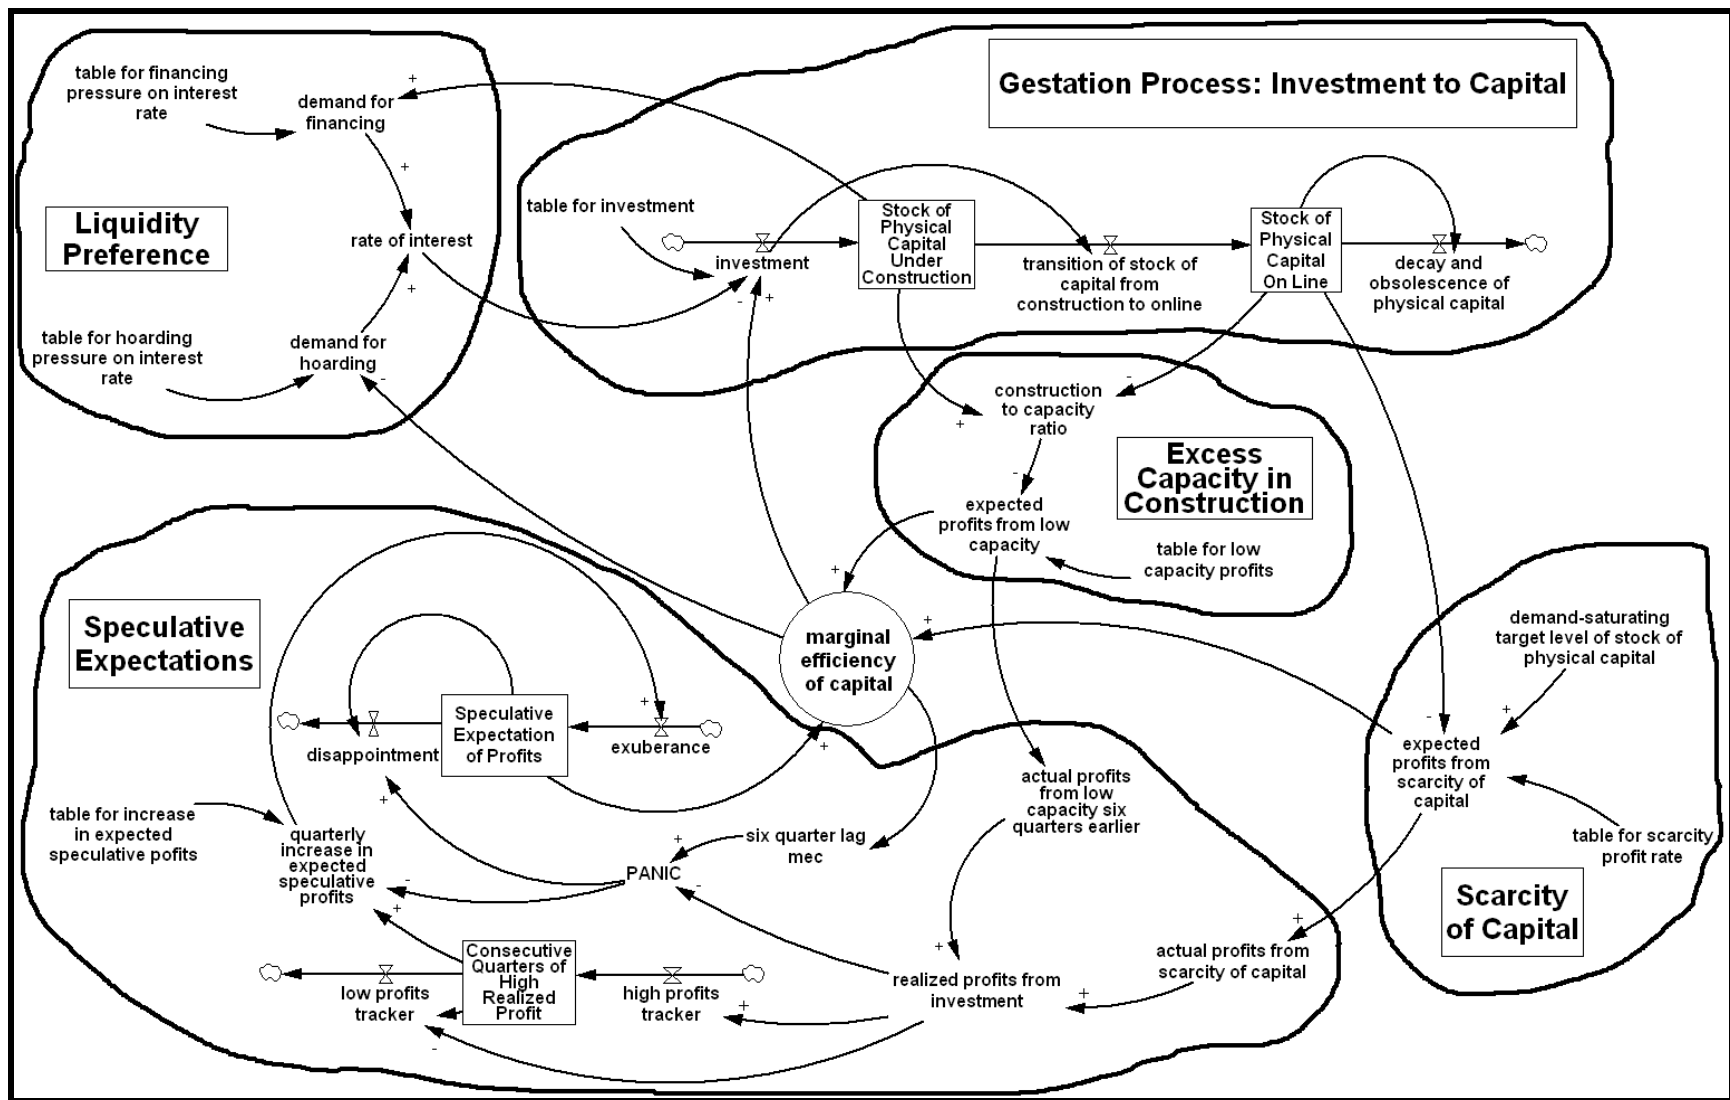 table for financing
pressure on interest
rate
demand for
financing
+
+
Liquidity
Preference
rate of interest
+
table for hoarding
pressure on interest
rate
demand for
hoarding
-
Gestation Process: Investment to Capital
table for investment
investment
-
+
Stock of
Physical
Capital
Under
Construction
transition of stock of
capital from
construction to online
Stock of
Physical
Capital
On Line
decay and
obsolescence of
physical capital
-
+
construction
to capacity
ratio
-
expected
profits from low
capacity
table for low
capacity profits
Excess
Capacity in
Construction
+
+
marginal
efficiency
of capital
+
Speculative
Expectations
Speculative
Expectation
of Profits
disappointment
+
exuberance
+
table for increase
in expected
speculative pofits
quarterly
increase in
expected
speculative
profits
-
+
PANIC
+
-
six quarter lag
mec
actual profits
from low
capacity six
quarters earlier
+
Consecutive
Quarters of
High
Realized
Profit
low profits
tracker
-
high profits
tracker
+
realized profits from
investment
+
actual profits from
scarcity of capital
+
demand-saturating
target level of stock of
physical capital
-
+
expected
profits from
scarcity of
capital
table for scarcity
profit rate
Scarcity
of Capital